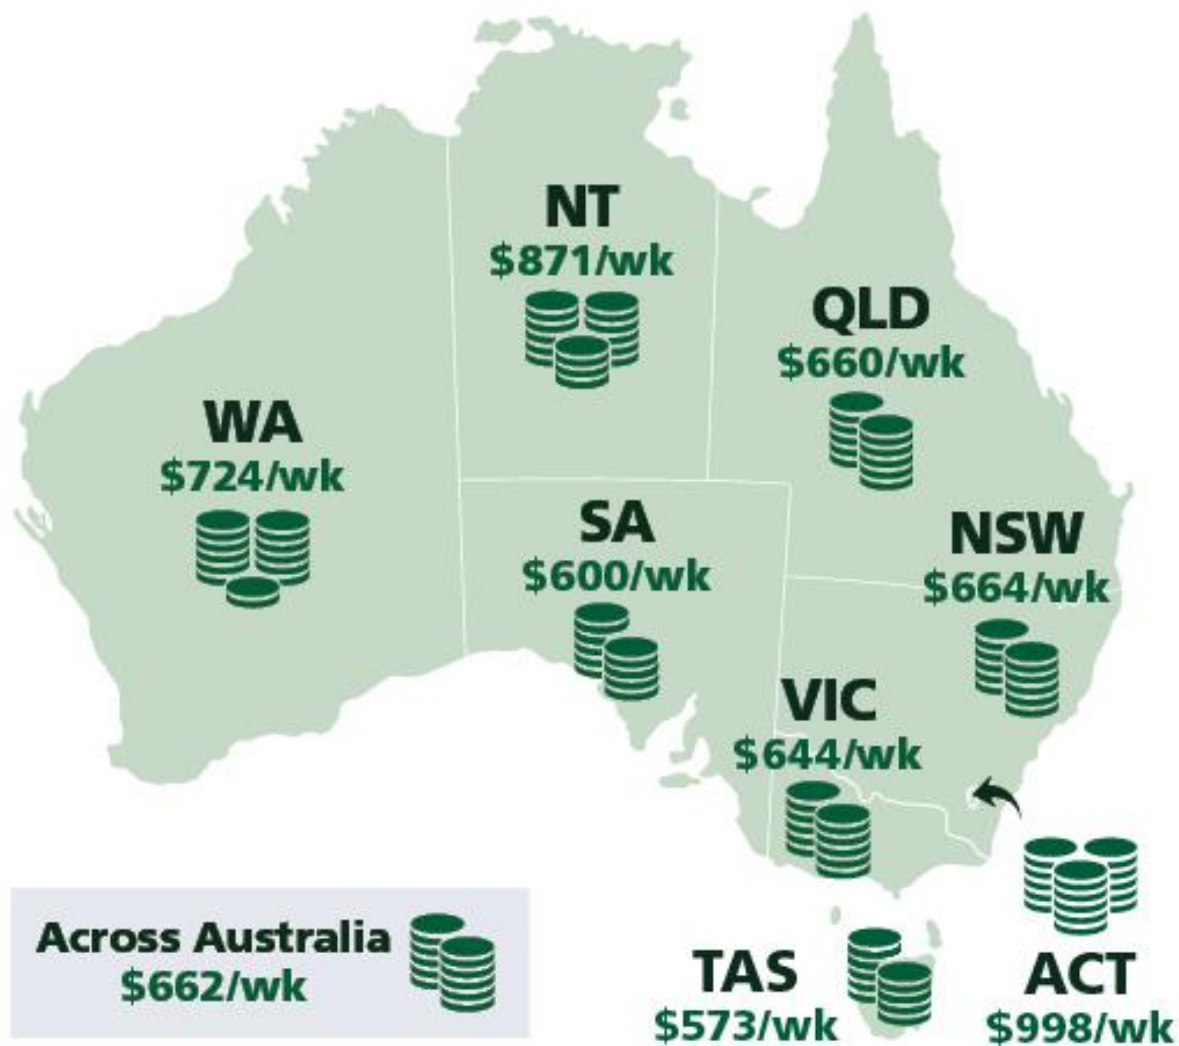 NT
$871/wk
QLD
$660/wk
WA
$724/wk
SA
$600/wk
NSW
$664/wk
VIC
$644/wk
Across Australia
$662/wk
TAS
$573/wk
ACT
$998/wk